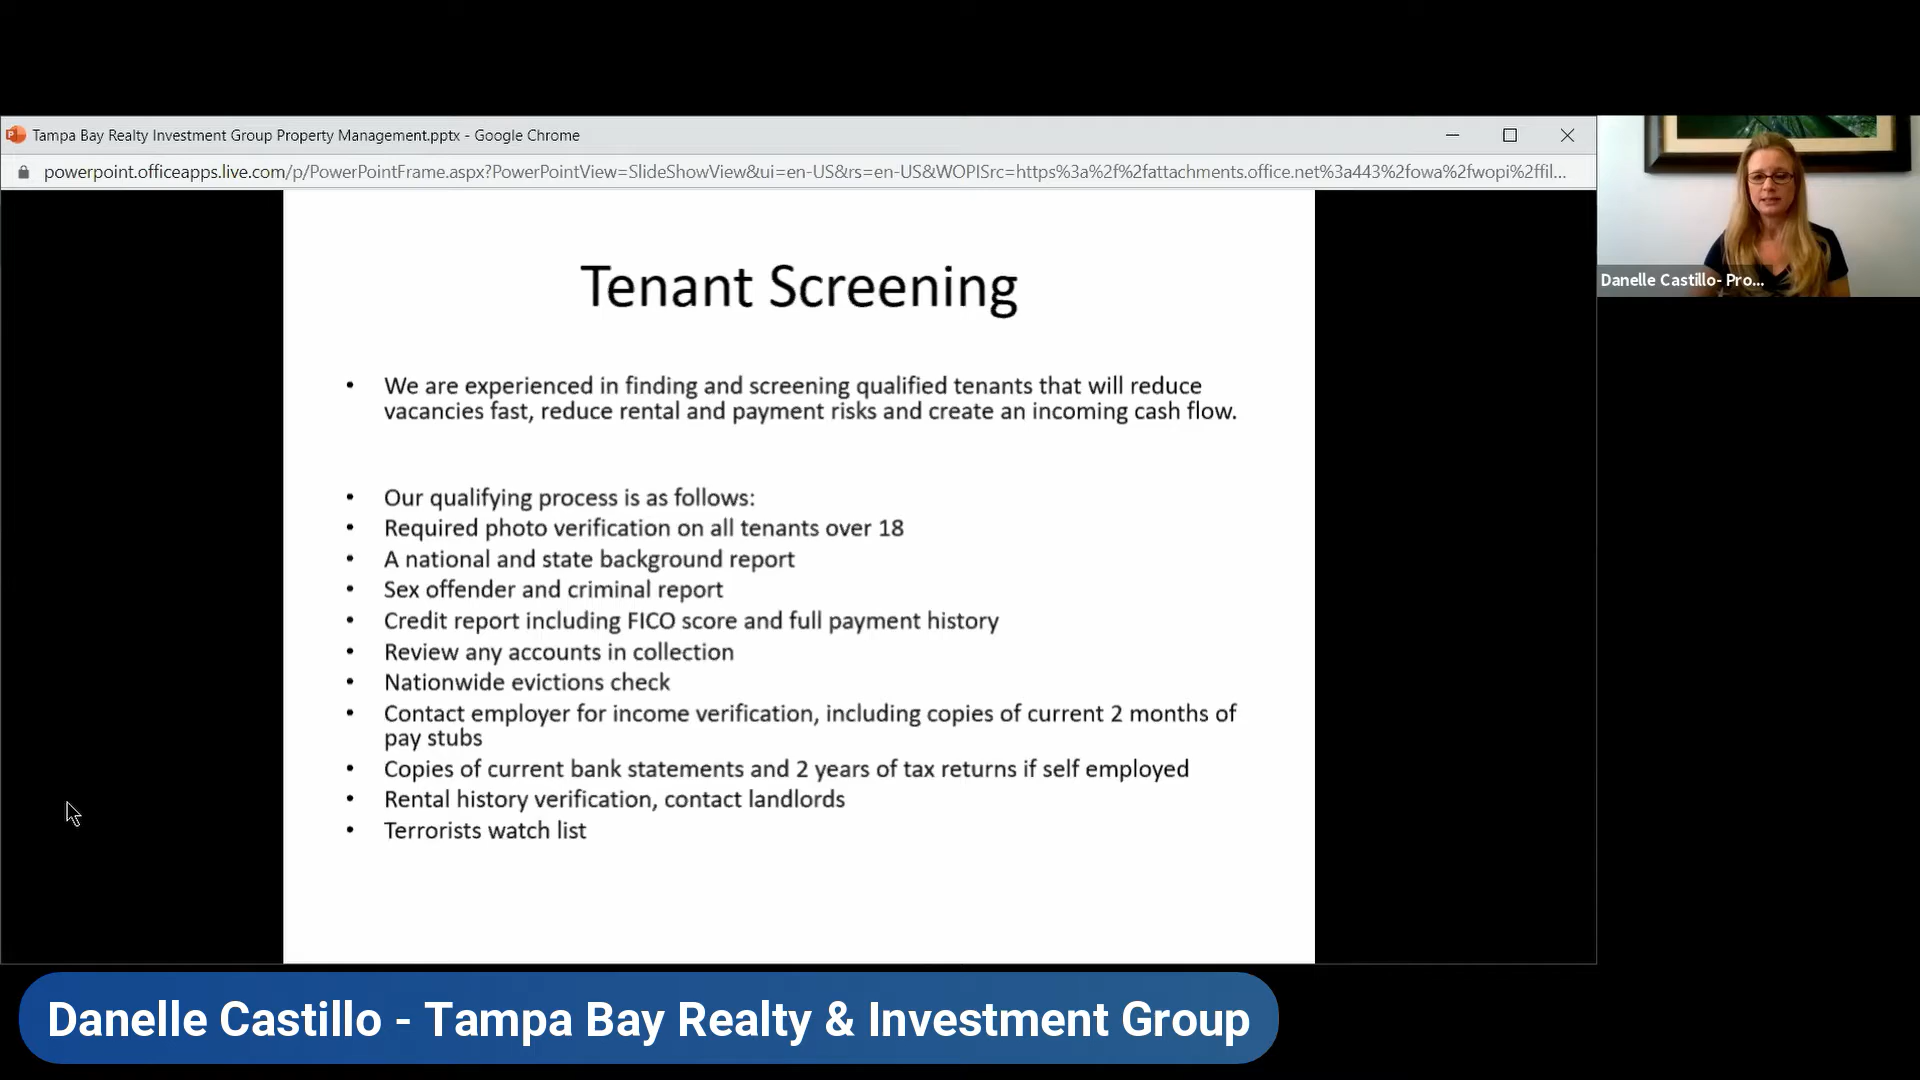 Tampa Bay Realty Investment Group Property Management.pptx - Google Chrome
powerpoint.officeapps.live.com/p/PowerPointFrame.aspx?PowerPointView=SlideShowView&ui=en-US&rs=en-US&WOPISrc=https%3a%2f%2fattachments.office.net%3a443%2fowa%2fwopi%2ffil...
Danelle Castillo- Pro...
Tenant Screening
• We are experienced in finding and screening qualified tenants that will reduce
vacancies fast, reduce rental and payment risks and create an incoming cash flow.
• Our qualifying process is as follows:
• Required photo verification on all tenants over 18
• A national and state background report
• Sex offender and criminal report
• Credit report including FICO score and full payment history
• Review any accounts in collection
• Nationwide evictions check
• Contact employer for income verification, including copies of current 2 months of
pay stubs
• Copies of current bank statements and 2 years of tax returns if self employed
• Rental history verification, contact landlords
• Terrorists watch list
Danelle Castillo - Tampa Bay Realty & Investment Group